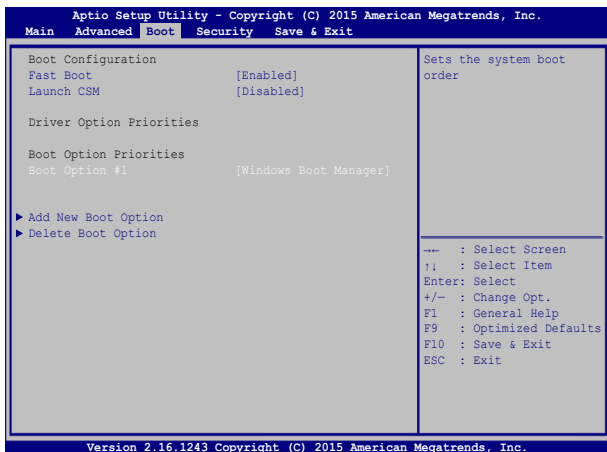 Aptio Setup Utility - Copyright (C) 2015 American Megatrends, Inc.
Main Advanced Boot Security Save & Exit
Boot Configuration
Fast Boot [Enabled]
Launch CSM [Disabled]
Driver Option Priorities
Boot Option Priorities
Boot Option #1 [Windows Boot Manager]
▶ Add New Boot Option
▶ Delete Boot Option
Sets the system boot
order
→← : Select Screen
↑↓ : Select Item
Enter: Select
+/— : Change Opt.
F1 : General Help
F9 : Optimized Defaults
F10 : Save & Exit
ESC : Exit
Version 2.16.1243 Copyright (C) 2015 American Megatrends, Inc.